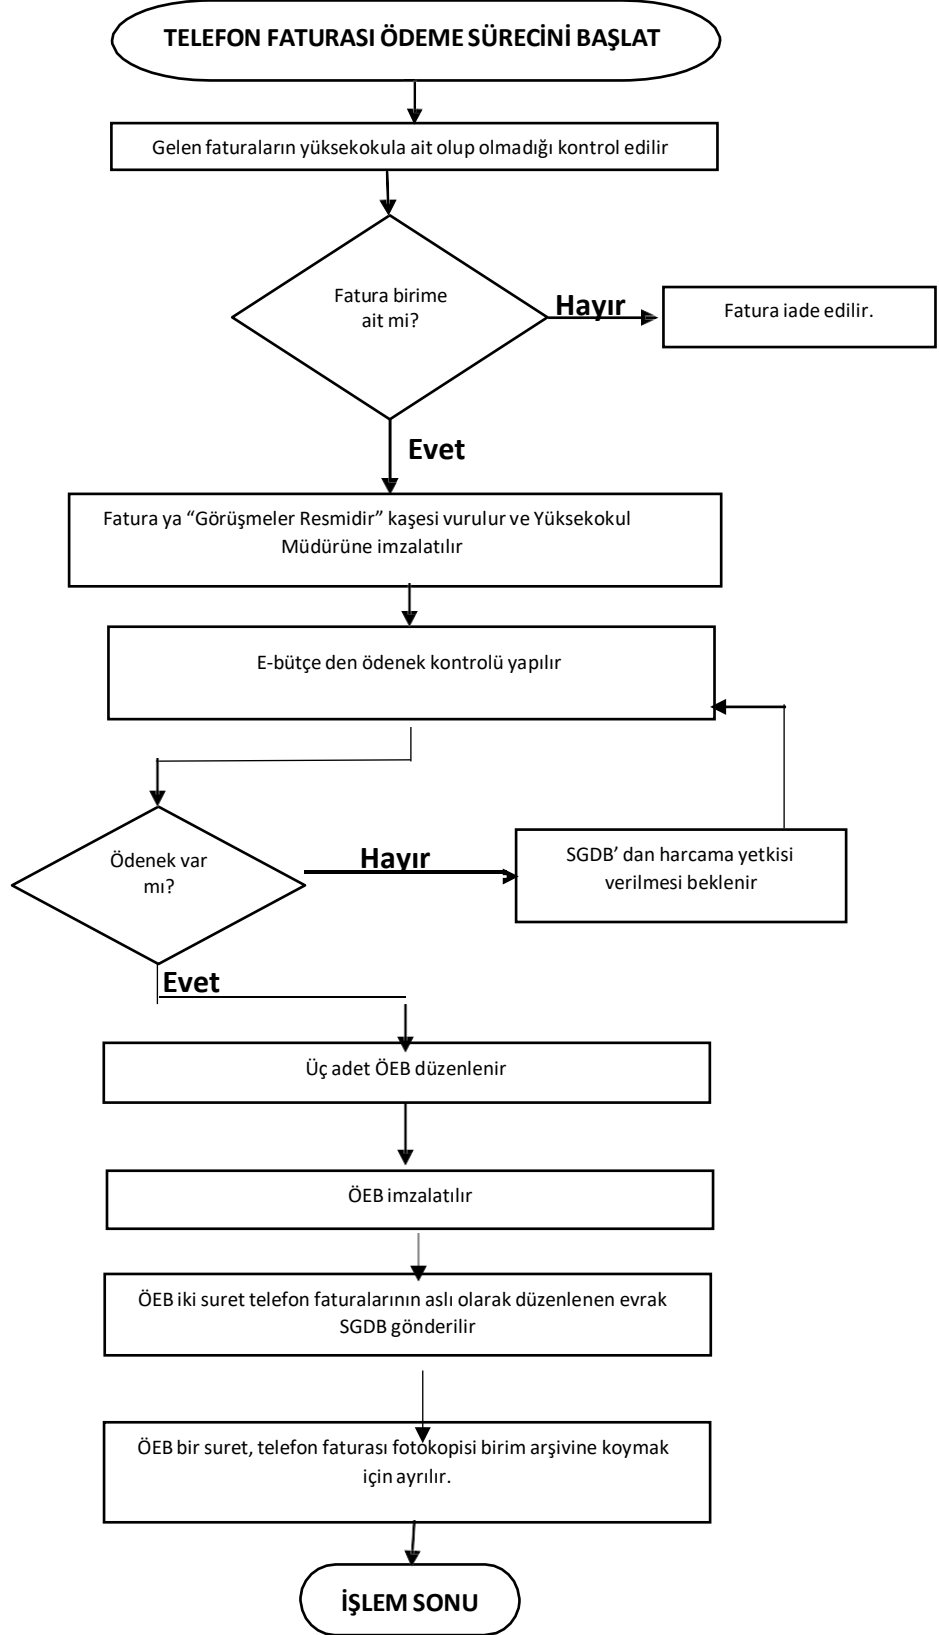 TELEFON FATURASI ÖDEME SÜRECİNİ BAŞLAT
Gelen faturaların yüksekokula ait olup olmadığı kontrol edilir
Fatura birime
ait mi?
Hayır
Fatura iade edilir.
Evet
Fatura ya “Görüşmeler Resmidir” kaşesi vurulur ve Yüksekokul
Müdürüne imzalatılır
E-bütçe den ödenek kontrolü yapılır
Ödenek var
mı?
Hayır
SGDB’ dan harcama yetkisi
verilmesi beklenir
Evet
Üç adet ÖEB düzenlenir
ÖEB imzalatılır
ÖEB iki suret telefon faturalarının aslı olarak düzenlenen evrak
SGDB gönderilir
ÖEB bir suret, telefon faturası fotokopisi birim arşivine koymak
için ayrılır.
İŞLEM SONU